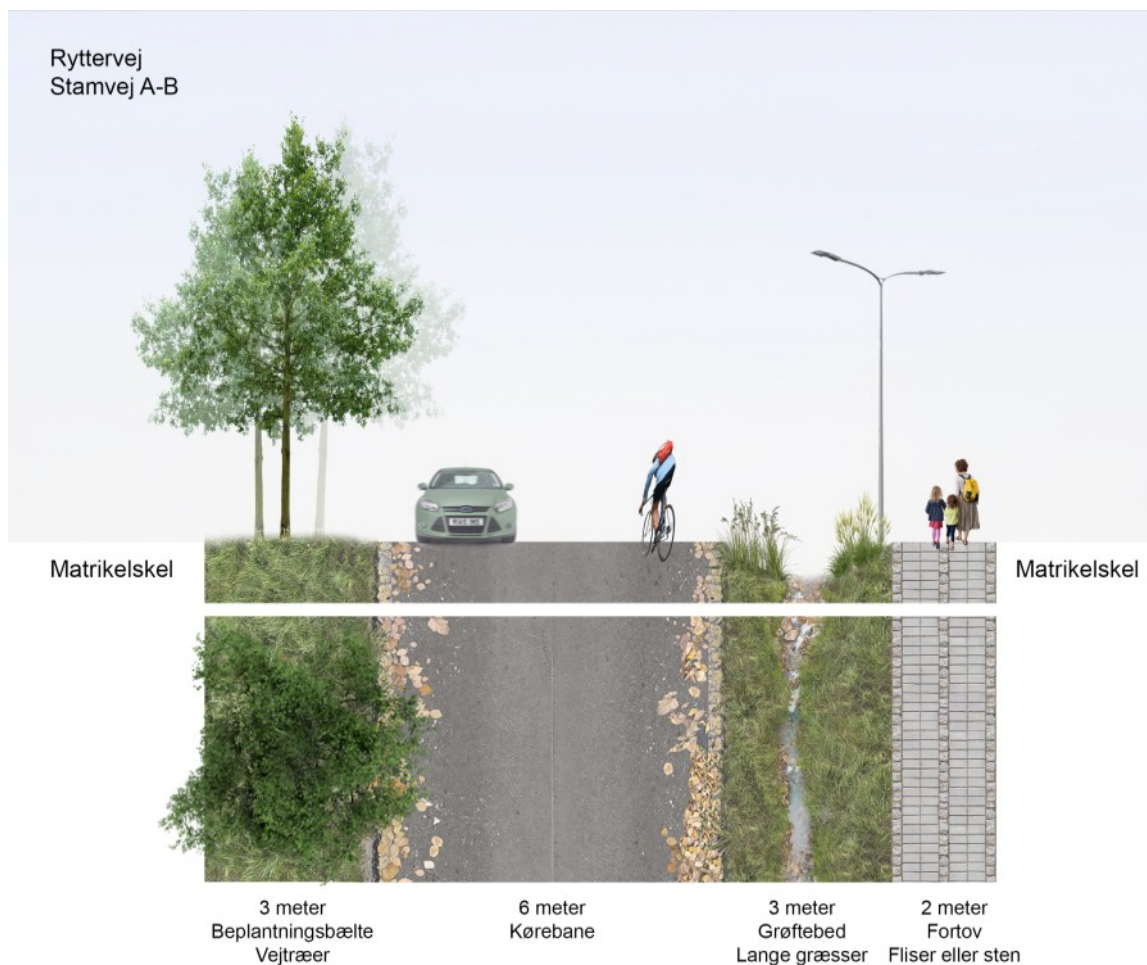 Ryttervej
Stamvej A-B
Matrikelskel
Matrikelskel
3 meter
Beplantningsbælte
Vejtræer
6 meter
Kørebane
3 meter
Grøftebed
Lange græsser
2 meter
Fortov
Fliser eller sten